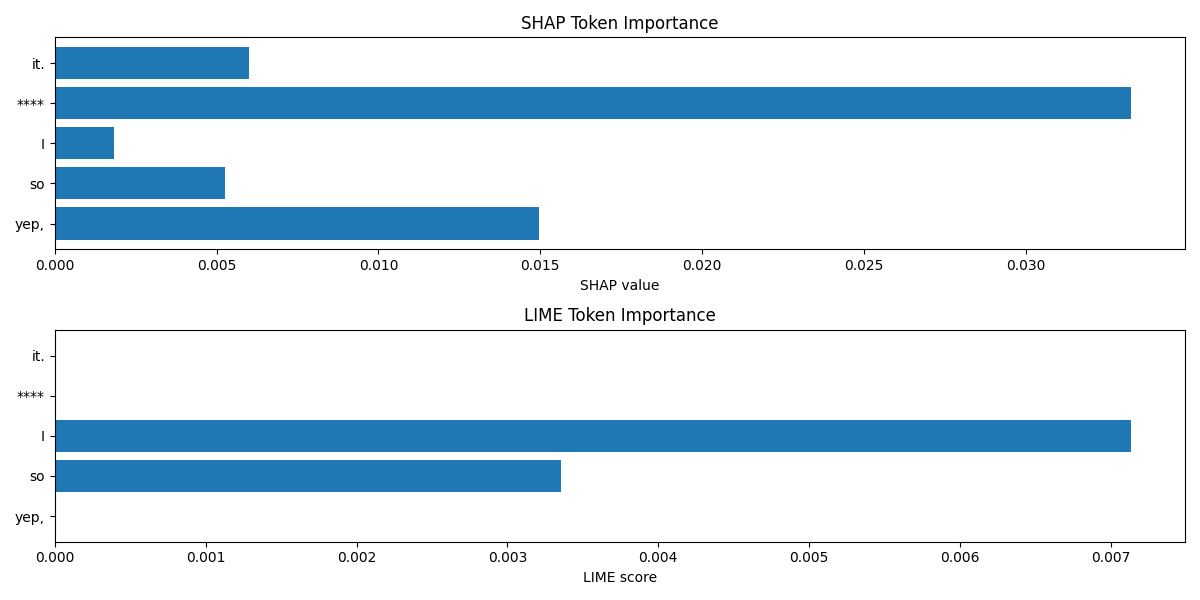 SHAP Token Importance
it.
****
I
so
yep,
0.000 0.005 0.010 0.015 0.020 0.025 0.030
SHAP value
LIME Token Importance
it.
****
I
so
yep,
0.000 0.001 0.002 0.003 0.004 0.005 0.006 0.007
LIME score